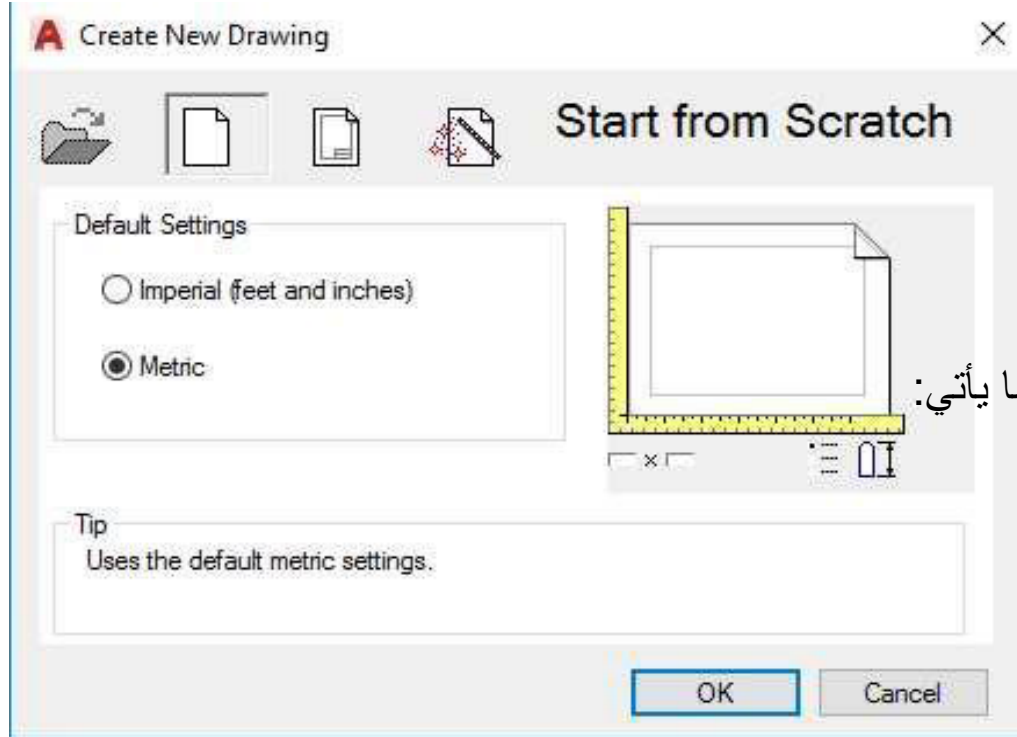 Create New Drawing
Start from Scratch
Default Settings
Imperial (feet and inches)
Metric
يأتي:
Tip
Uses the default metric settings.
OK
Cancel